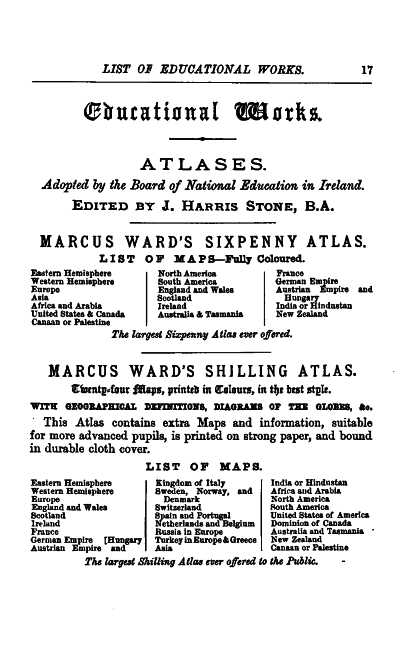 LIST OF EDUCATIONAL WORKS. 17
Educational Works.
ATLASES.
Adopted by the Board of National Education in Ireland.
EDITED BY J. HARRIS STONE, B.A.
MARCUS WARD'S SIXPENNY ATLAS.
LIST OF MAPS—Fully Coloured.
Eastern Hemisphere
Western Hemisphere
Europe
Asia
Africa and Arabia
United States & Canada
Canaan or Palestine
North America
South America
England and Wales
Scotland
Ireland
Australia & Tasmania
France
German Empire
Austrian Empire and
Hungary
India or Hindustan
New Zealand
The largest Sixpenny Atlas ever offered.
MARCUS WARD'S SHILLING ATLAS.
Twenty-four Maps, printed in Colours, in the best style.
WITH GEOGRAPHICAL DEFINITIONS, DIAGRAMS OF THE GLOBES, &c.
This Atlas contains extra Maps and information, suitable
for more advanced pupils, is printed on strong paper, and bound
in durable cloth cover.
LIST OF MAPS.
Eastern Hemisphere
Western Hemisphere
Europe
England and Wales
Scotland
Ireland
France
German Empire [Hungary
Austrian Empire and
Kingdom of Italy
Sweden, Norway, and
Denmark
Switzerland
Spain and Portugal
Netherlands and Belgium
Russia in Europe
Turkey in Europe & Greece
Asia
India or Hindustan
Africa and Arabia
North America
South America
United States of America
Dominion of Canada
Australia and Tasmania
New Zealand
Canaan or Palestine
The largest Shilling Atlas ever offered to the Public.